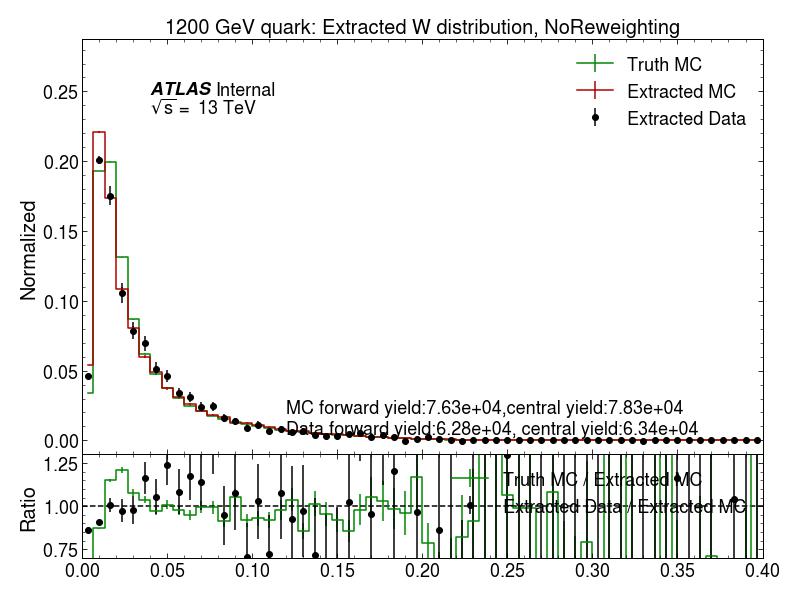 1200 GeV quark: Extracted W distribution, NoReweighting
ATLAS Internal
√s = 13 TeV
Truth MC
Extracted MC
Extracted Data
Normalized
0.25
0.20
0.15
0.10
0.05
0.00
MC forward yield:7.63e+04,central yield:7.83e+04
Data forward yield:6.28e+04, central yield:6.34e+04
Ratio
1.25
1.00
0.75
Truth MC / Extracted MC
Extracted Data / Extracted MC
0.00 0.05 0.10 0.15 0.20 0.25 0.30 0.35 0.40